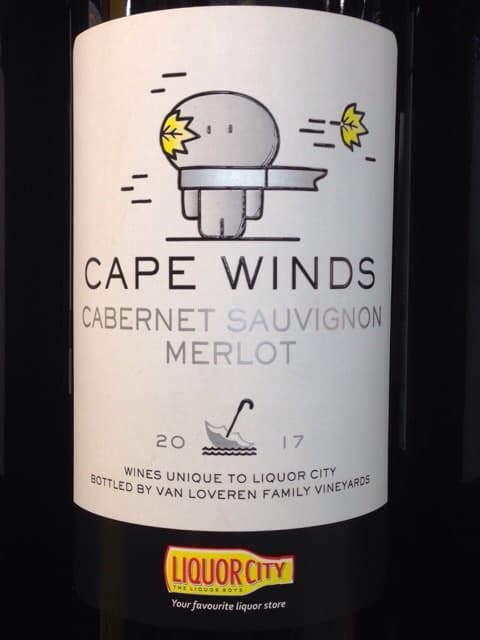 CAPE WINDS
CABERNET SAUVIGNON
MERLOT
20 17
WINES UNIQUE TO LIQUOR CITY
BOTTLED BY VAN LOVEREN FAMILY VINEYARDS
LIQUOR CITY
THE LIQUOR BOYS
Your favourite liquor store